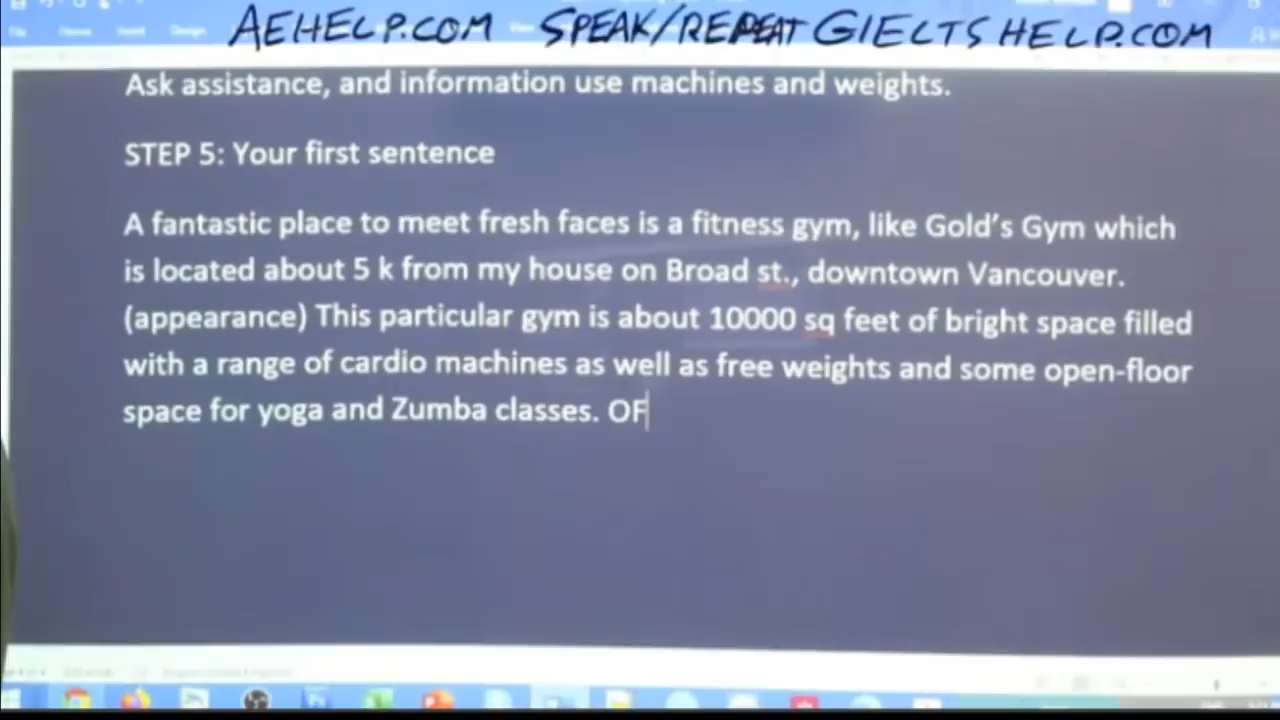 AEHELP.COM SPEAK/REPEAT GIELTSHELP.COM
Ask assistance, and information use machines and weights.
STEP 5: Your first sentence
A fantastic place to meet fresh faces is a fitness gym, like Gold's Gym which
is located about 5 k from my house on Broad st., downtown Vancouver.
(appearance) This particular gym is about 10000 sq feet of bright space filled
with a range of cardio machines as well as free weights and some open-floor
space for yoga and Zumba classes. OF